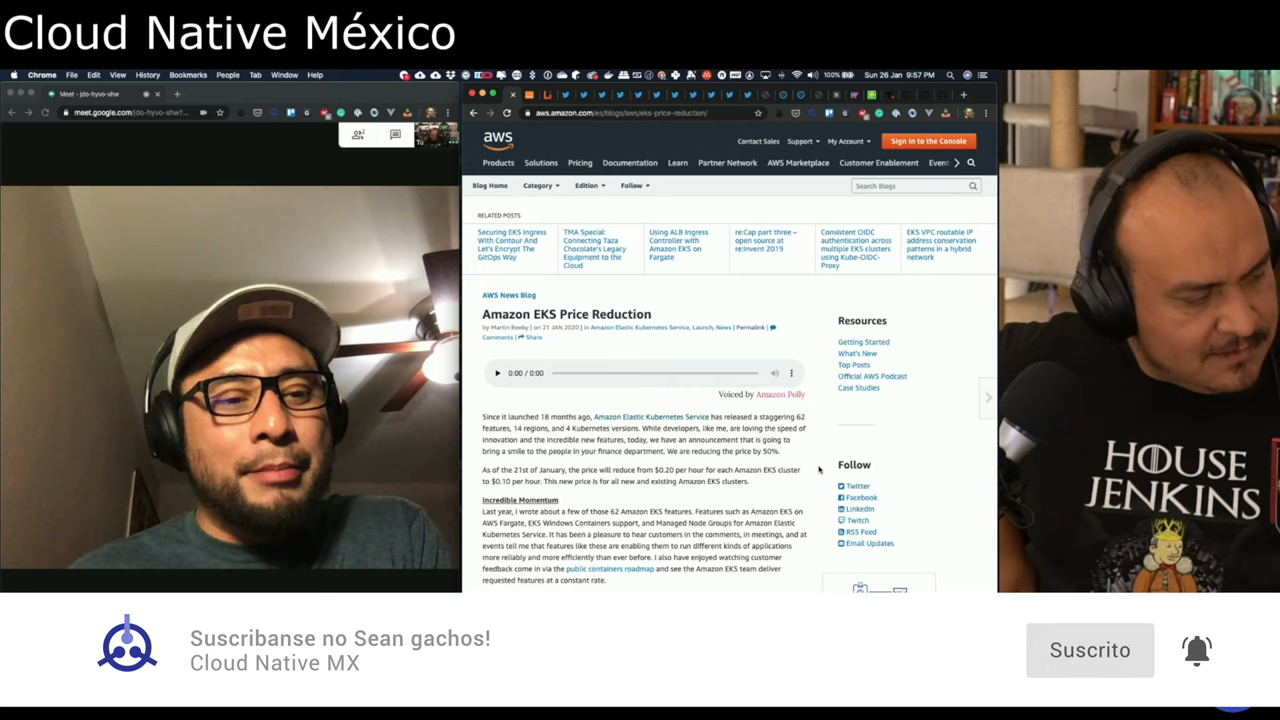 Cloud Native México
Chrome File Edit View History Bookmarks People Tab Window Help
100% Sun 26 Jan 9:57 PM
Meet – jdo-hyvo-xhw
meet.google.com/jdo-hyvo-xhw?...
aws.amazon.com/es/blogs/aws/eks-price-reduction/
Tu
aws
Contact Sales Support My Account Sign In to the Console
Products Solutions Pricing Documentation Learn Partner Network AWS Marketplace Customer Enablement Event
Blog Home Category Edition Follow
Search Blogs
RELATED POSTS
Securing EKS Ingress
With Contour And
Let's Encrypt The
GitOps Way
TMA Special:
Connecting Taza
Chocolate's Legacy
Equipment to the
Cloud
Using ALB Ingress
Controller with
Amazon EKS on
Fargate
re:Cap part three –
open source at
re:Invent 2019
Consistent OIDC
authentication across
multiple EKS clusters
using Kube-OIDC-
Proxy
EKS VPC routable IP
address conservation
patterns in a hybrid
network
AWS News Blog
Amazon EKS Price Reduction
by Martin Beeby | on 21 JAN 2020 | in Amazon Elastic Kubernetes Service, Launch, News | Permalink |
Comments | Share
0:00 / 0:00
Voiced by Amazon Polly
Since it launched 18 months ago, Amazon Elastic Kubernetes Service has released a staggering 62
features, 14 regions, and 4 Kubernetes versions. While developers, like me, are loving the speed of
innovation and the incredible new features, today, we have an announcement that is going to
bring a smile to the people in your finance department. We are reducing the price by 50%.
As of the 21st of January, the price will reduce from $0.20 per hour for each Amazon EKS cluster
to $0.10 per hour. This new price is for all new and existing Amazon EKS clusters.
Incredible Momentum
Last year, I wrote about a few of those 62 Amazon EKS features. Features such as Amazon EKS on
AWS Fargate, EKS Windows Containers support, and Managed Node Groups for Amazon Elastic
Kubernetes Service. It has been a pleasure to hear customers in the comments, in meetings, and at
events tell me that features like these are enabling them to run different kinds of applications
more reliably and more efficiently than ever before. I also have enjoyed watching customer
feedback come in via the public containers roadmap and see the Amazon EKS team deliver
requested features at a constant rate.
Resources
Getting Started
What's New
Top Posts
Official AWS Podcast
Case Studies
Follow
Twitter
Facebook
LinkedIn
Twitch
RSS Feed
Email Updates
HOUSE
JENKINS
Suscribanse no Sean gachos!
Cloud Native MX
Suscrito